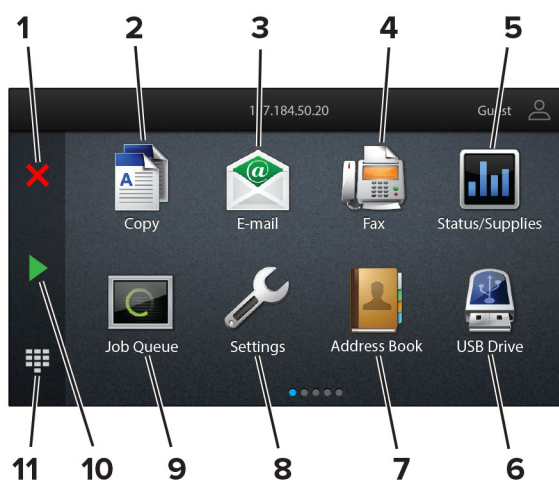 1 2 3 4 5
Guest
A @
Copy E-mail Fax Status/Supplies
Job Queue Settings Address Book USB Drive
11 10 9 8 7 6